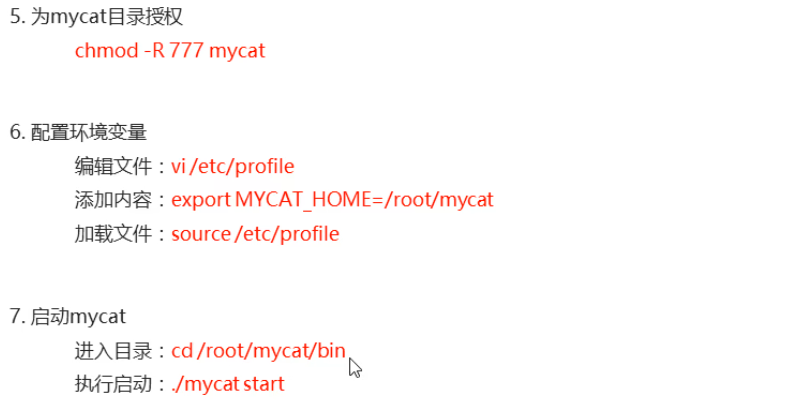 5. 为mycat目录授权
chmod -R 777 mycat
6. 配置环境变量
编辑文件：vi /etc/profile
添加内容：export MYCAT_HOME=/root/mycat
加载文件：source /etc/profile
7. 启动mycat
进入目录：cd /root/mycat/bin
执行启动：./mycat start